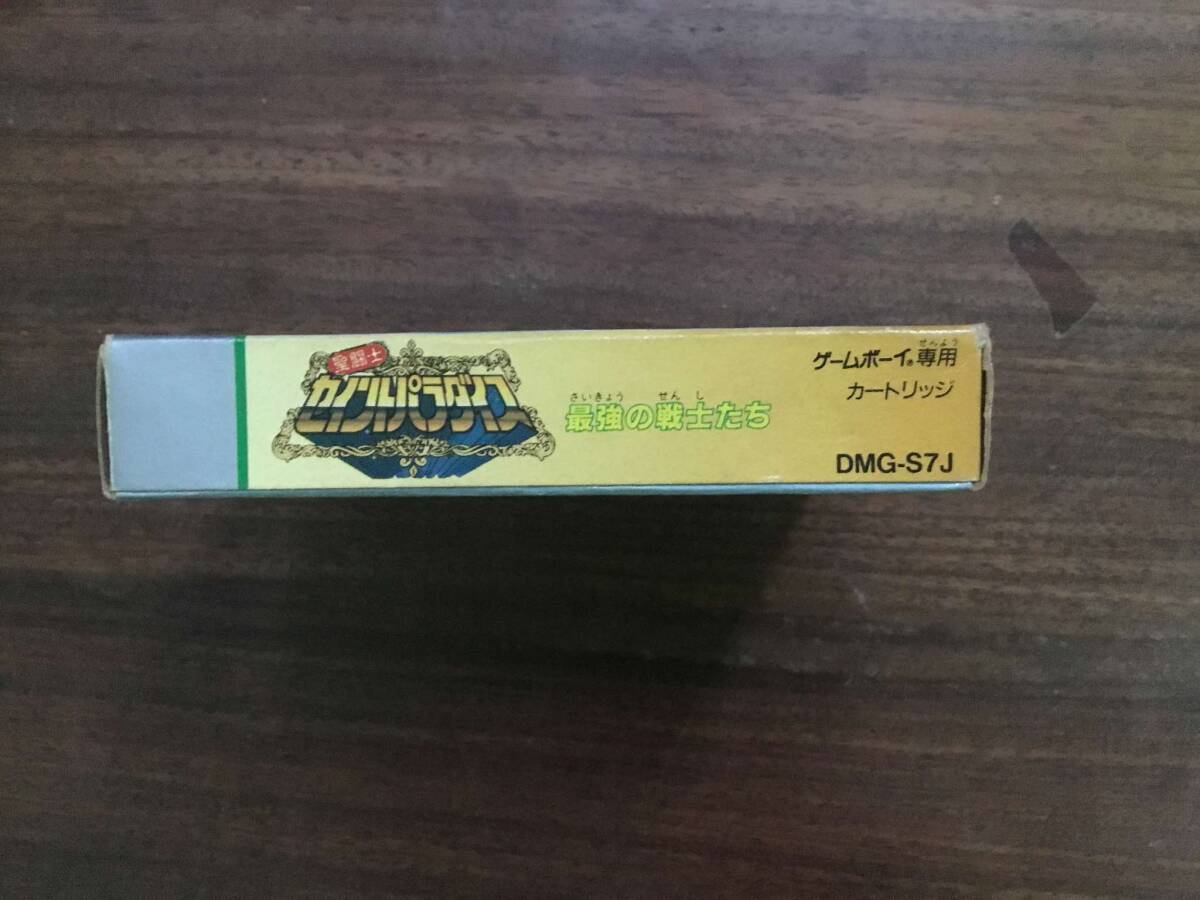 聖闘士
セイントパラダイス
さいきょう せんし
最強の戦士たち
せんよう
ゲームボーイ®専用
カートリッジ
DMG-S7J